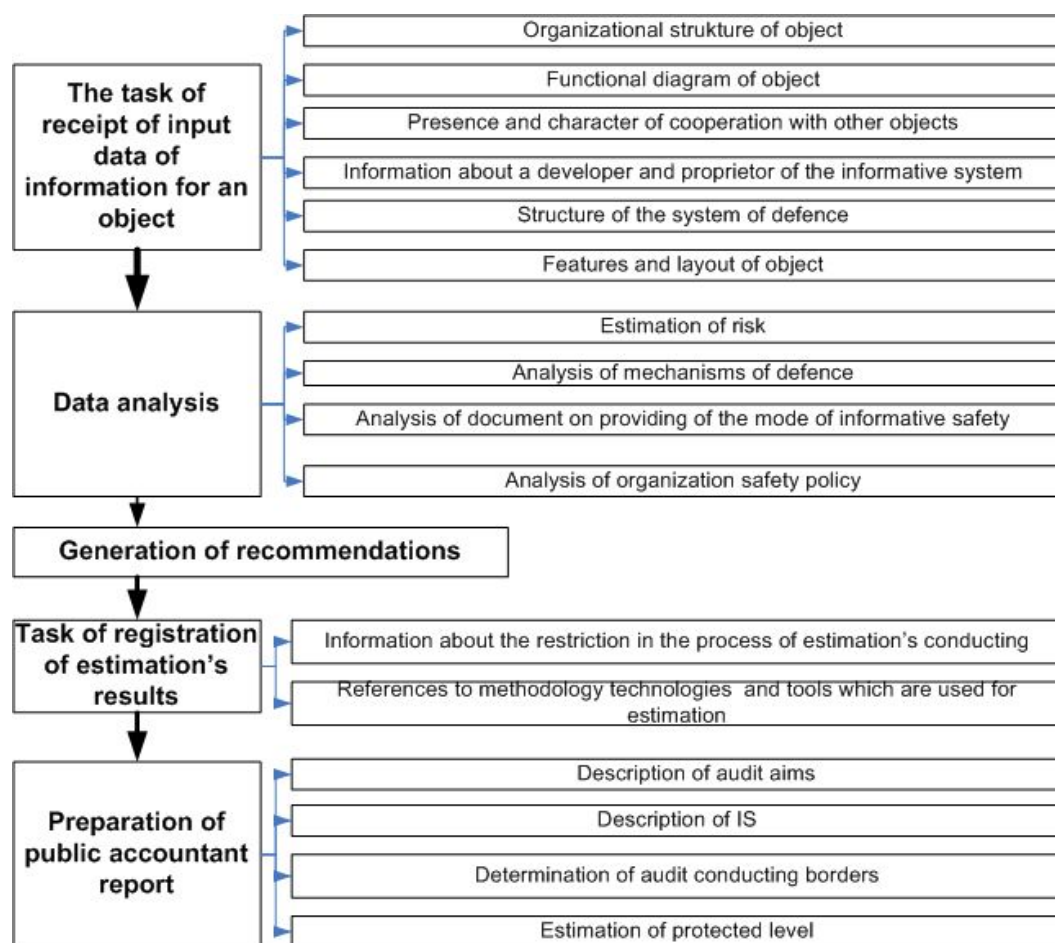 The task of
receipt of input
data of
information for an
object
Organizational strukture of object
Functional diagram of object
Presence and character of cooperation with other objects
Information about a developer and proprietor of the informative system
Structure of the system of defence
Features and layout of object
Data analysis
Estimation of risk
Analysis of mechanisms of defence
Analysis of document on providing of the mode of informative safety
Analysis of organization safety policy
Generation of recommendations
Task of registration
of estimation's
results
Information about the restriction in the process of estimation's conducting
References to methodology technologies  and tools which are used for
estimation
Preparation of
public accountant
report
Description of audit aims
Description of IS
Determination of audit conducting borders
Estimation of protected level